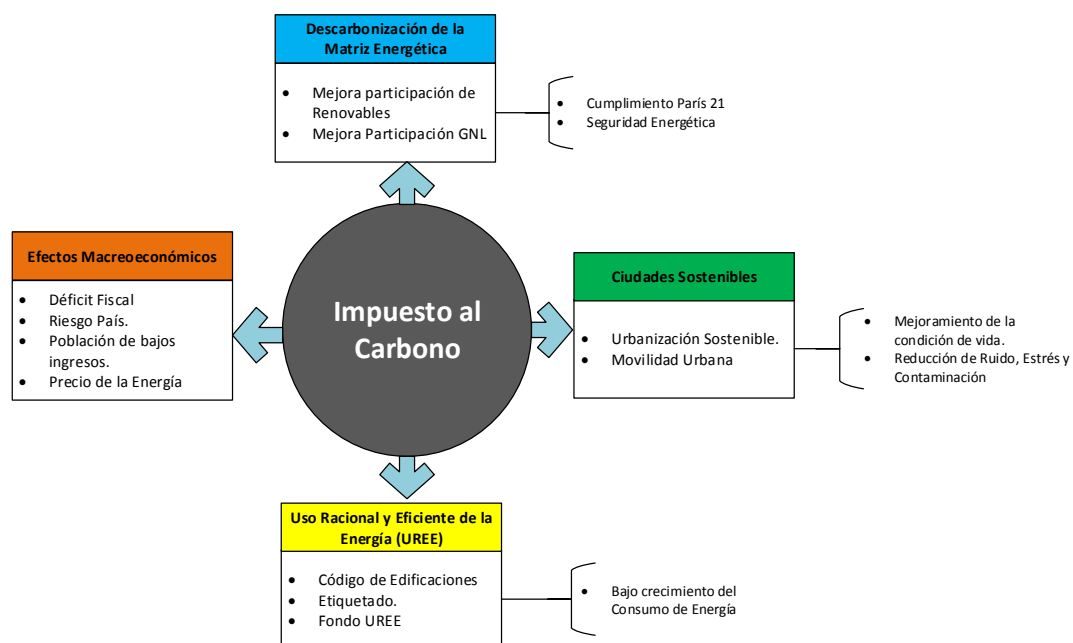 Descarbonización de la
Matriz Energética
• Mejora participación de
Renovables
• Mejora Participación GNL
• Cumplimiento París 21
• Seguridad Energética
Efectos Macreoeconómicos
• Déficit Fiscal
• Riesgo País.
• Población de bajos
ingresos.
• Precio de la Energía
Impuesto al
Carbono
Ciudades Sostenibles
• Urbanización Sostenible.
• Movilidad Urbana
• Mejoramiento de la
condición de vida.
• Reducción de Ruido, Estrés y
Contaminación
Uso Racional y Eficiente de la
Energía (UREE)
• Código de Edificaciones
• Etiquetado.
• Fondo UREE
• Bajo crecimiento del
Consumo de Energía